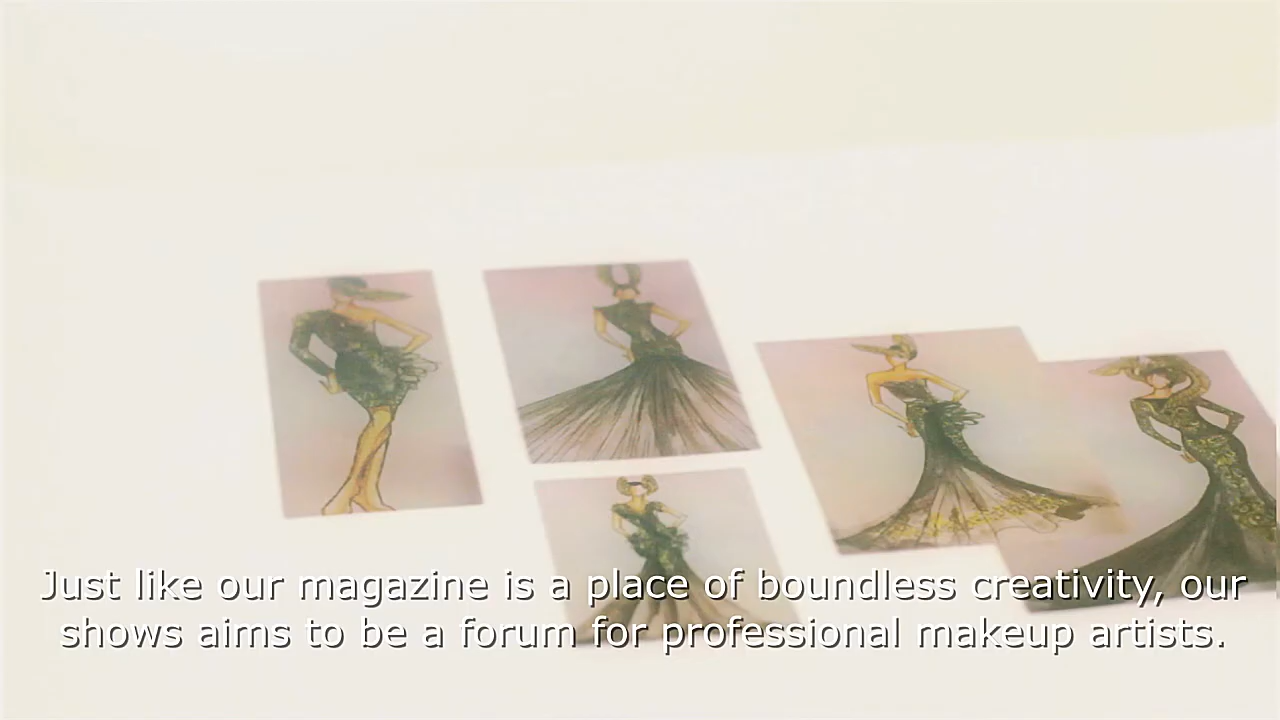 Just like our magazine is a place of boundless creativity, our
shows aims to be a forum for professional makeup artists.